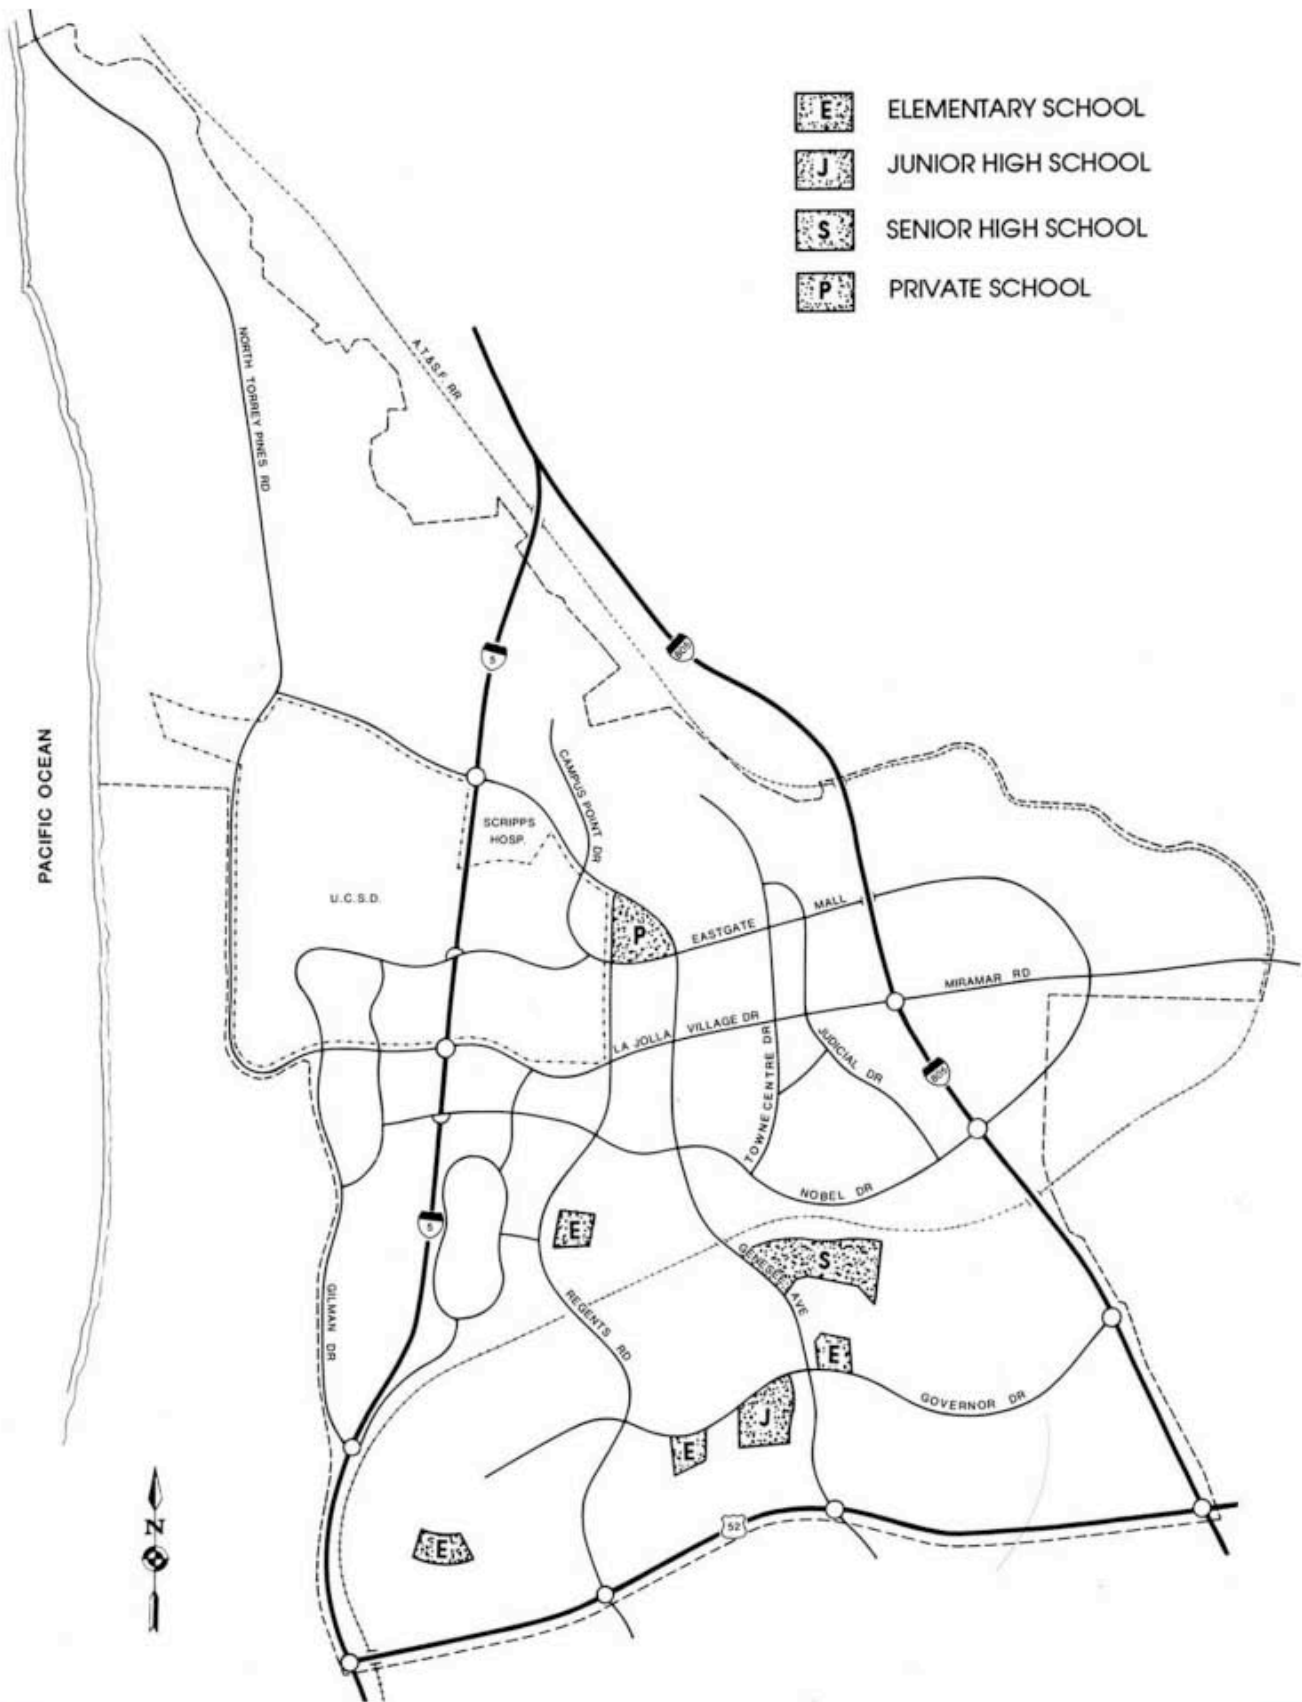 E ELEMENTARY SCHOOL
J JUNIOR HIGH SCHOOL
S SENIOR HIGH SCHOOL
P PRIVATE SCHOOL
NORTH TORREY PINES RD
A.T.&S.F. RR
5
805
PACIFIC OCEAN
CAMPUS POINT DR
SCRIPPS
HOSP.
U.C.S.D.
P
EASTGATE MALL
MIRAMAR RD
LA JOLLA VILLAGE DR
TOWNE CENTRE DR
JUDICIAL DR
805
NOBEL DR
5
E
GENESEE AVE
S
GILMAN DR
REGENTS RD
E
GOVERNOR DR
J
E
N
52
E